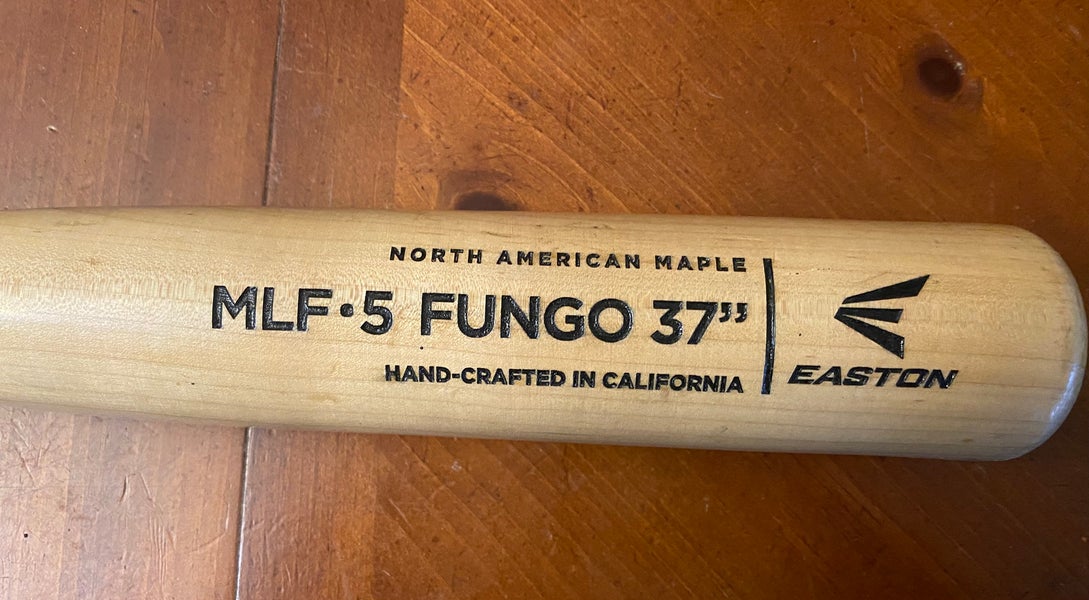 NORTH AMERICAN MAPLE
MLF•5 FUNGO 37”
HAND-CRAFTED IN CALIFORNIA
EASTON